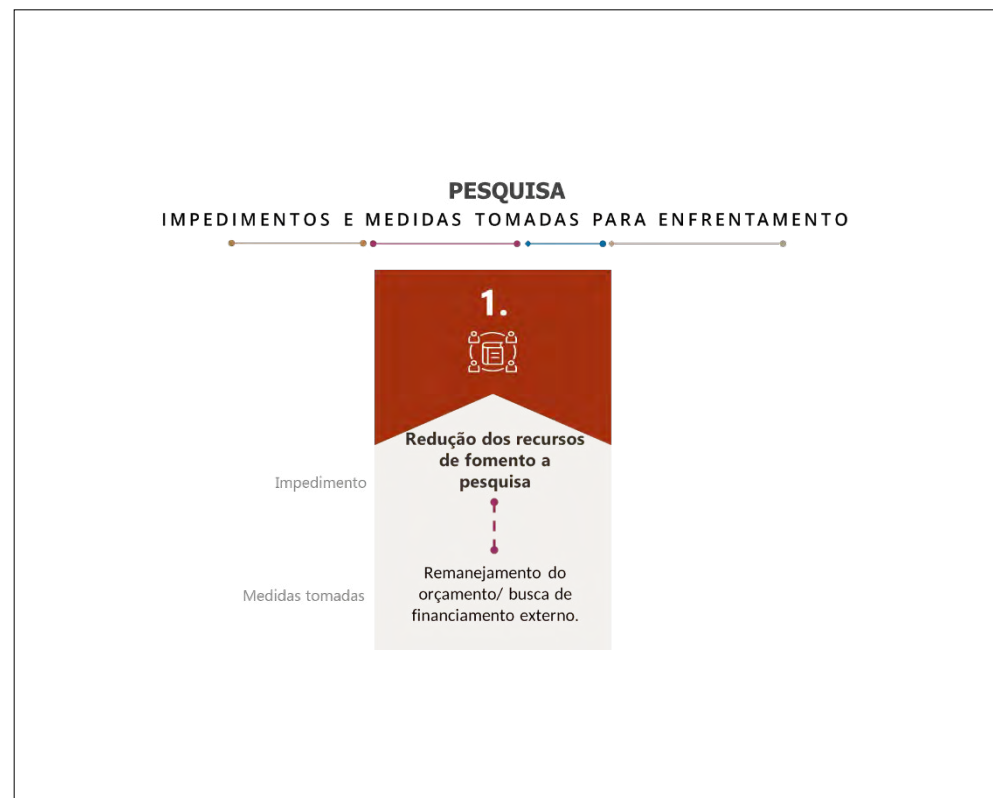 PESQUISA
IMPEDIMENTOS E MEDIDAS TOMADAS PARA ENFRENTAMENTO
1.
Redução dos recursos
de fomento a
pesquisa
Impedimento
Remanejamento do
orçamento/ busca de
financiamento externo.
Medidas tomadas